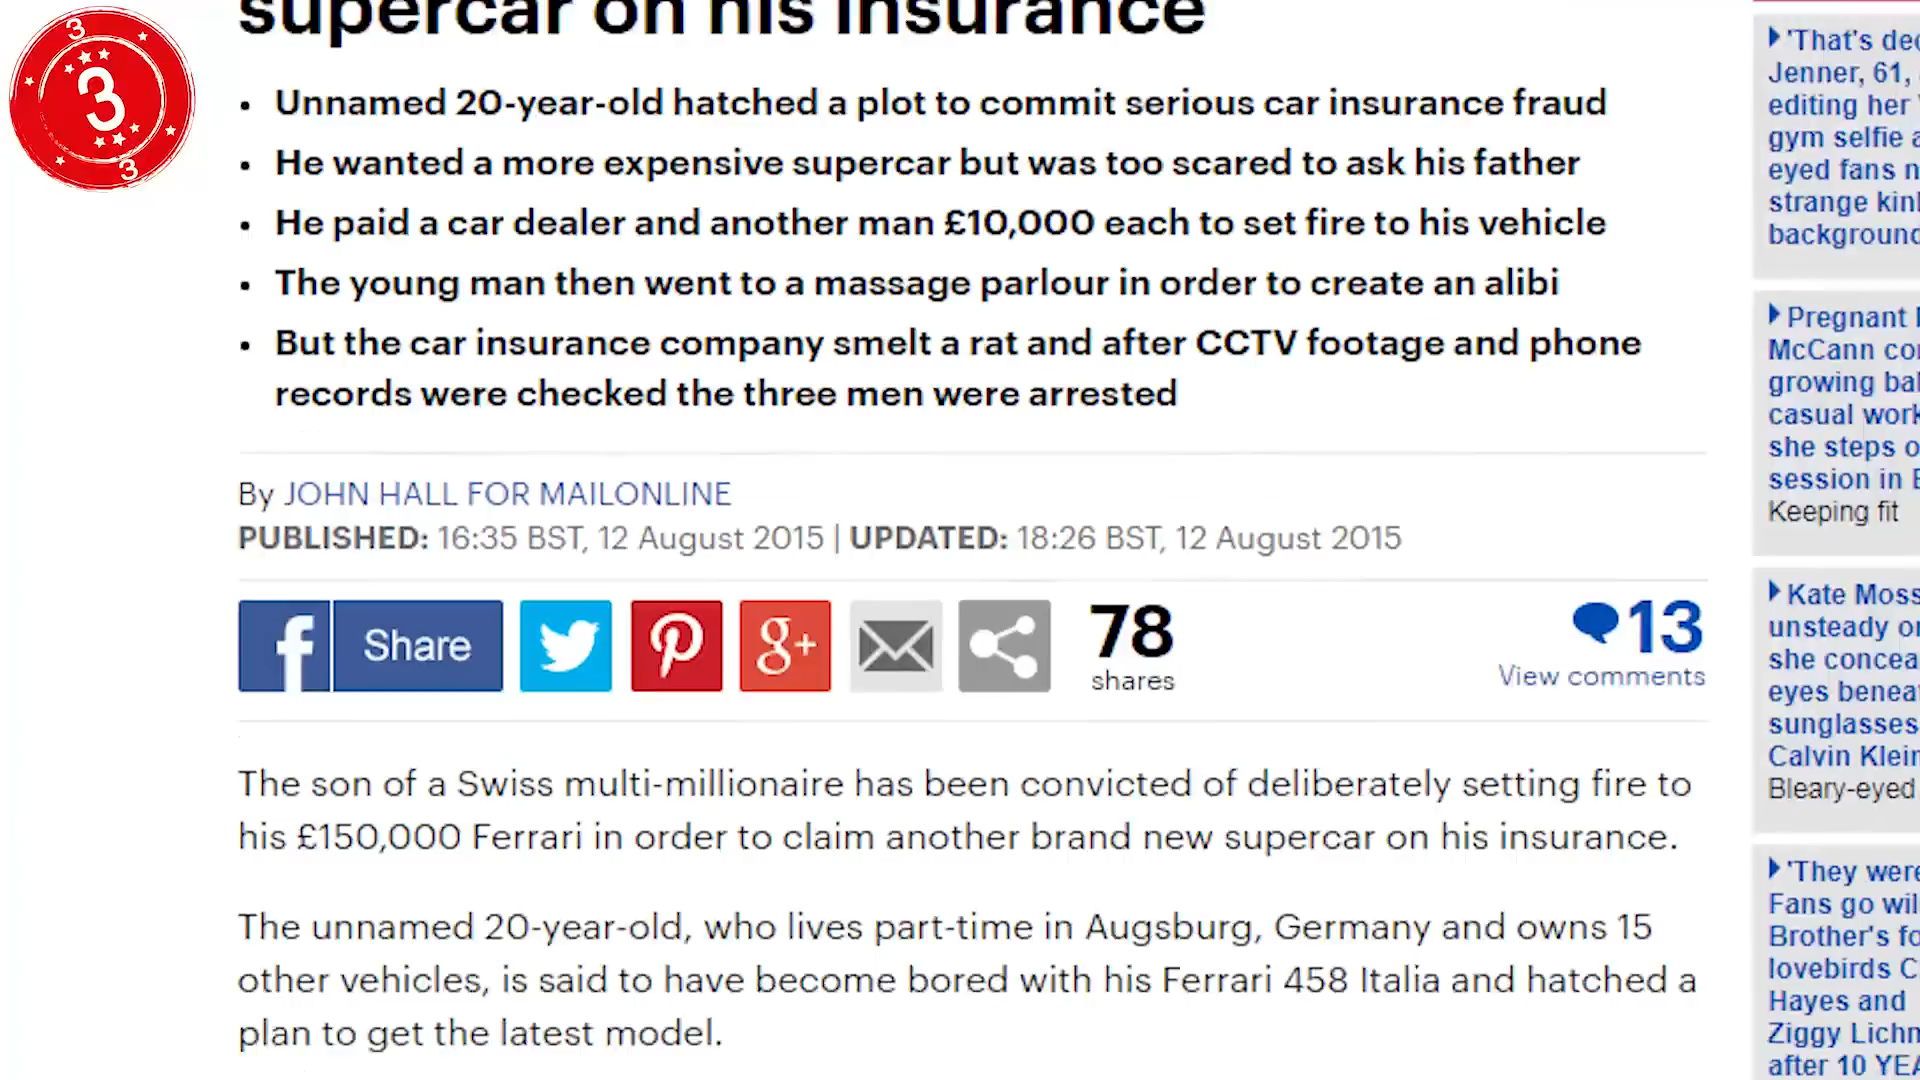 3
3
3
supercar on his insurance
• Unnamed 20-year-old hatched a plot to commit serious car insurance fraud
• He wanted a more expensive supercar but was too scared to ask his father
• He paid a car dealer and another man £10,000 each to set fire to his vehicle
• The young man then went to a massage parlour in order to create an alibi
• But the car insurance company smelt a rat and after CCTV footage and phone
records were checked the three men were arrested
By JOHN HALL FOR MAILONLINE
PUBLISHED: 16:35 BST, 12 August 2015 | UPDATED: 18:26 BST, 12 August 2015
f Share
g+
78
shares
13
View comments
The son of a Swiss multi-millionaire has been convicted of deliberately setting fire to
his £150,000 Ferrari in order to claim another brand new supercar on his insurance.
The unnamed 20-year-old, who lives part-time in Augsburg, Germany and owns 15
other vehicles, is said to have become bored with his Ferrari 458 Italia and hatched a
plan to get the latest model.
'That's
Jenner, 61,
editing her
gym selfie
eyed fans
strange
background
Pregnant
McCann
growing
casual
she steps
session in
Keeping fit
Kate Moss
unsteady
she
eyes
sunglasses
Calvin Klein
Bleary-eyed
'They were
Fans go
Brother's
lovebirds
Hayes and
Ziggy
after 10